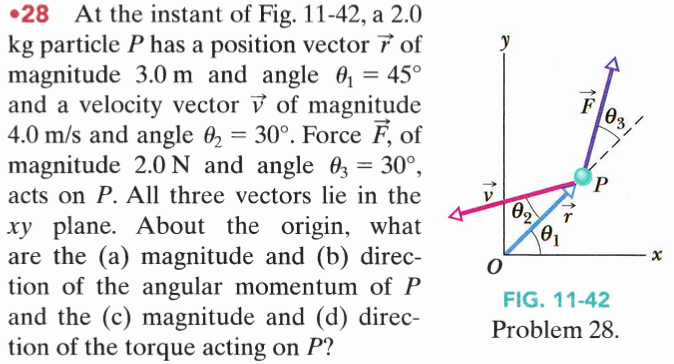 •28 At the instant of Fig. 11-42, a 2.0
kg particle P has a position vector r⃗ of
magnitude 3.0 m and angle θ₁ = 45°
and a velocity vector v⃗ of magnitude
4.0 m/s and angle θ₂ = 30°. Force F⃗, of
magnitude 2.0 N and angle θ₃ = 30°,
acts on P. All three vectors lie in the
xy plane. About the origin, what
are the (a) magnitude and (b) direc-
tion of the angular momentum of P
and the (c) magnitude and (d) direc-
tion of the torque acting on P?
y
F⃗
θ₃
P
v⃗
θ₂
r⃗
θ₁
x
O
FIG. 11-42
Problem 28.